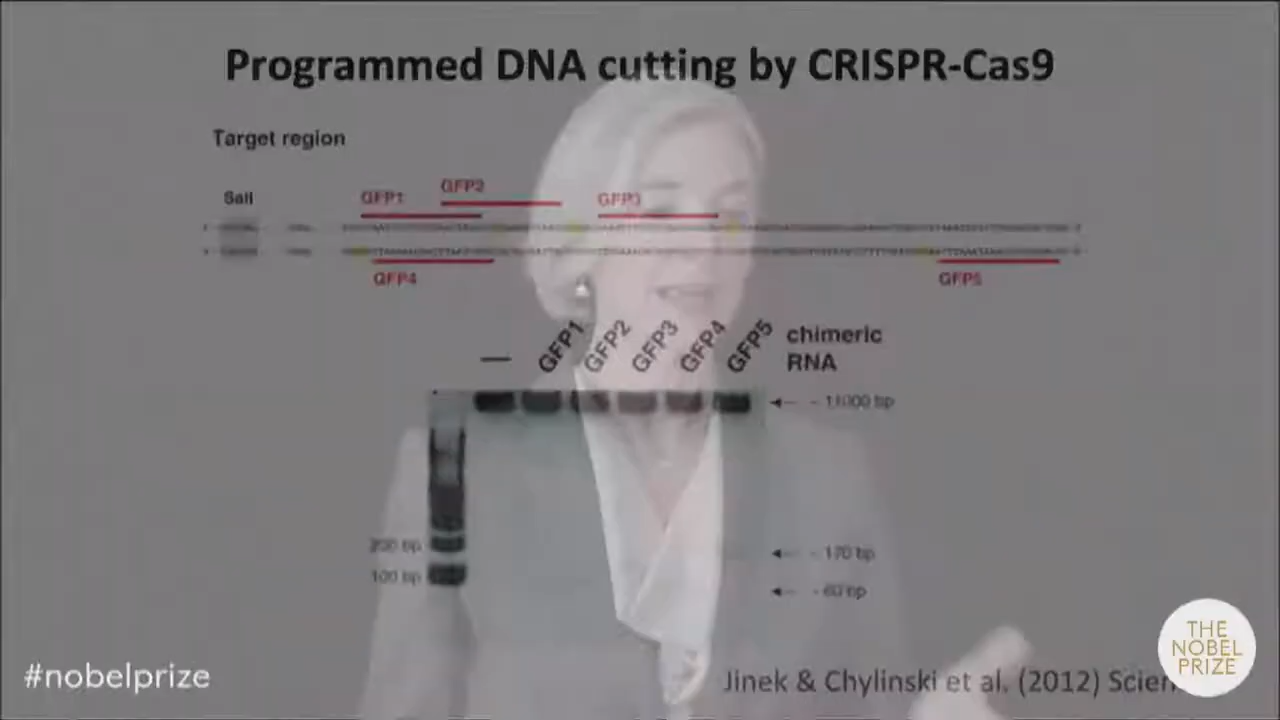 Programmed DNA cutting by CRISPR-Cas9
Target region
SalI
GFP1
GFP2
GFP3
GFP4
GFP5
— GFP1 GFP2 GFP3 GFP4 GFP5
chimeric
RNA
~ 11000 bp
200 bp
~ 170 bp
100 bp
~ 60 bp
#nobelprize
Jinek & Chylinski et al. (2012)
THE
NOBEL
PRIZE